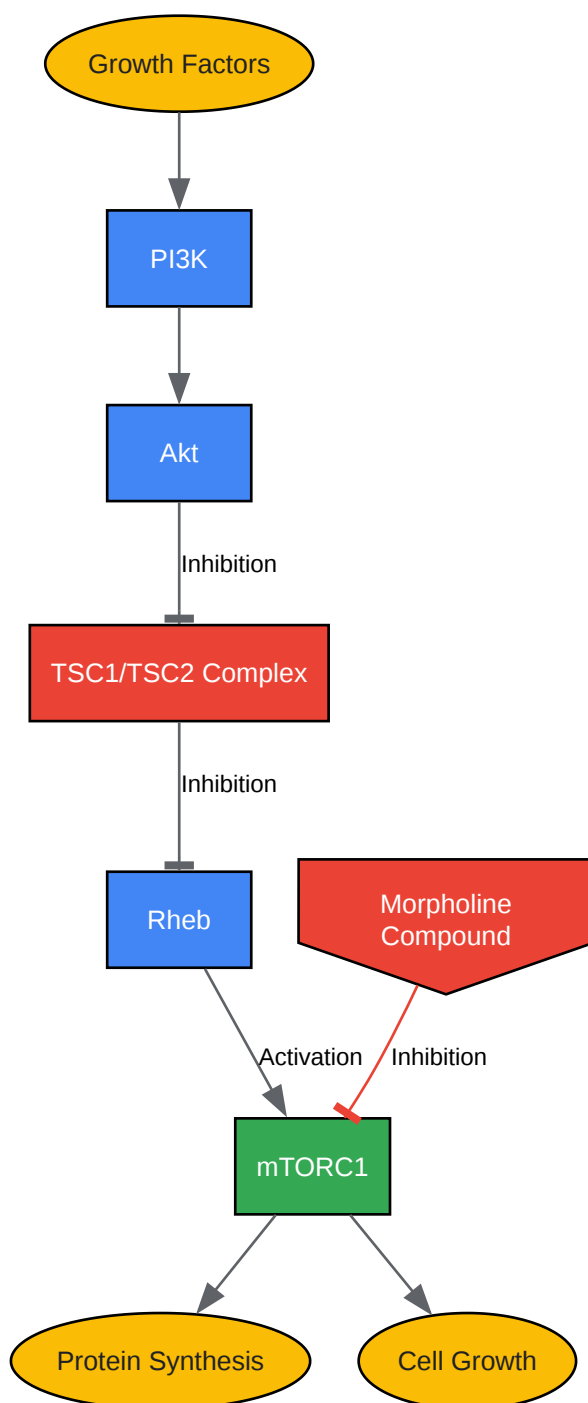 Growth Factors
PI3K
Akt
Inhibition
TSC1/TSC2 Complex
Inhibition
Rheb
Morpholine
Compound
Activation
Inhibition
mTORC1
Protein Synthesis
Cell Growth